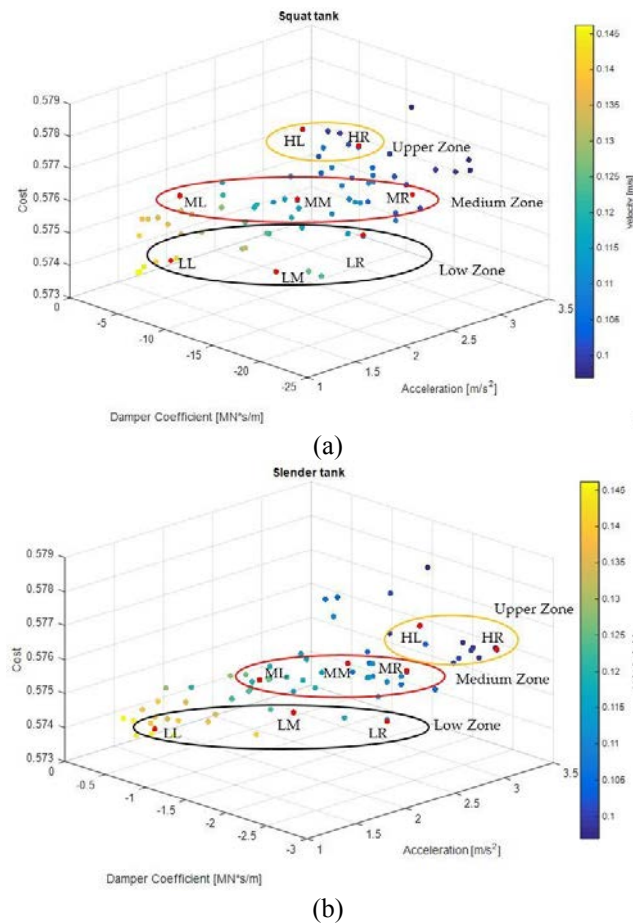 Squat tank
0.579
0.578
0.577
0.576
0.575
0.574
0.573
Cost
HL
HR
Upper Zone
ML
MM
MR
Medium Zone
LL
LM
LR
Low Zone
0
-5
-10
-15
-20
-25
Damper Coefficient [MN*s/m]
1
1.5
2
2.5
3
3.5
Acceleration [m/s²]
0.145
0.14
0.135
0.13
0.125
0.12
0.115
0.11
0.105
0.1
Velocity [m/s]
(a)
Slender tank
0.579
0.578
0.577
0.576
0.575
0.574
0.573
Cost
Upper Zone
HL
HR
ML
MM
MR
Medium Zone
LL
LM
LR
Low Zone
0
-0.5
-1
-1.5
-2
-2.5
-3
Damper Coefficient [MN*s/m]
1
1.5
2
2.5
3
3.5
Acceleration [m/s²]
0.145
0.14
0.135
0.13
0.125
0.12
0.115
0.11
0.105
0.1
(b)